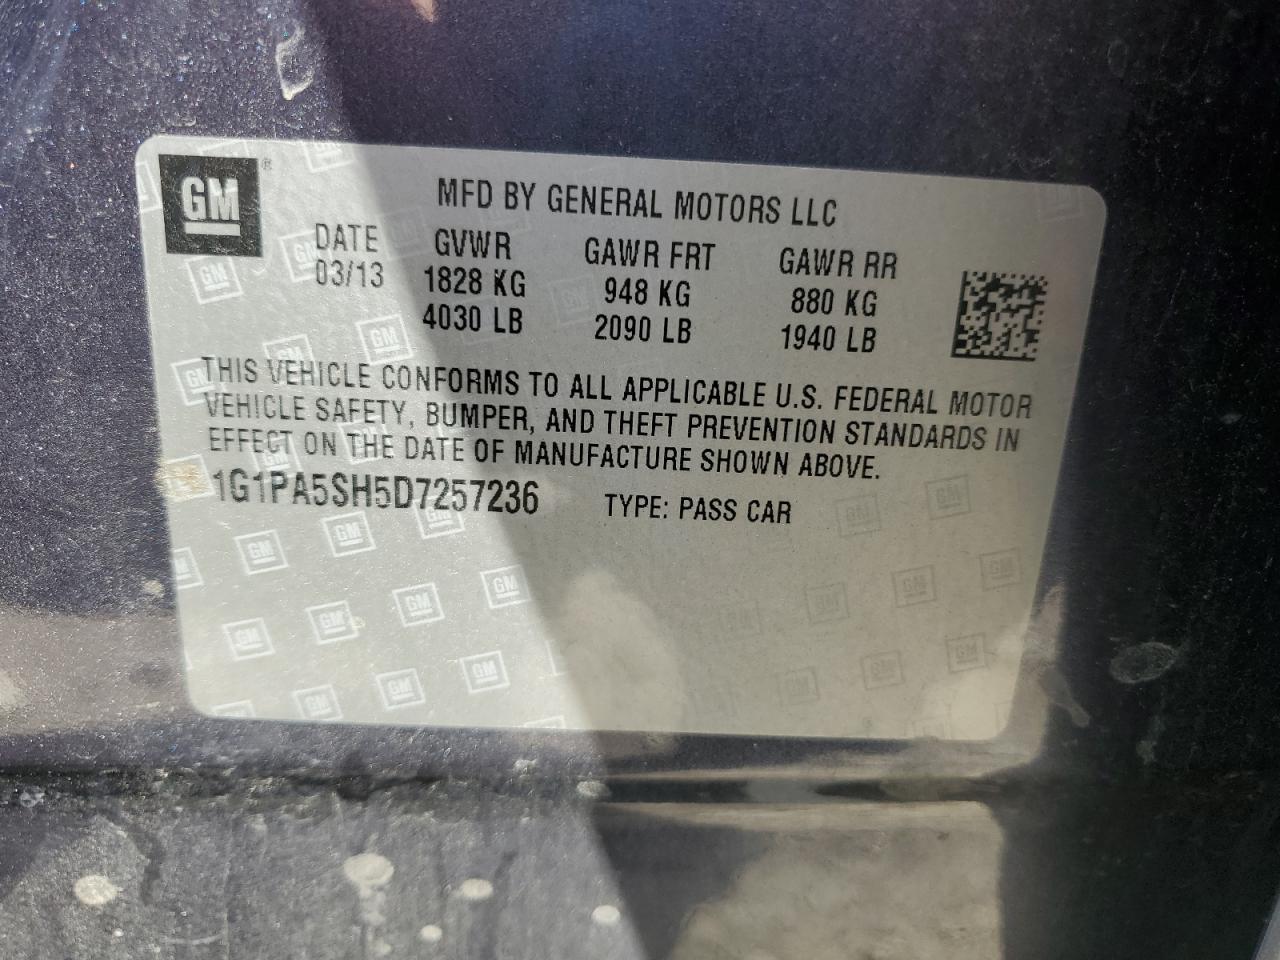 GM ®
MFD BY GENERAL MOTORS LLC
DATE GVWR GAWR FRT GAWR RR
03/13 1828 KG 948 KG 880 KG
4030 LB 2090 LB 1940 LB
THIS VEHICLE CONFORMS TO ALL APPLICABLE U.S. FEDERAL MOTOR
VEHICLE SAFETY, BUMPER, AND THEFT PREVENTION STANDARDS IN
EFFECT ON THE DATE OF MANUFACTURE SHOWN ABOVE.
1G1PA5SH5D7257236 TYPE: PASS CAR